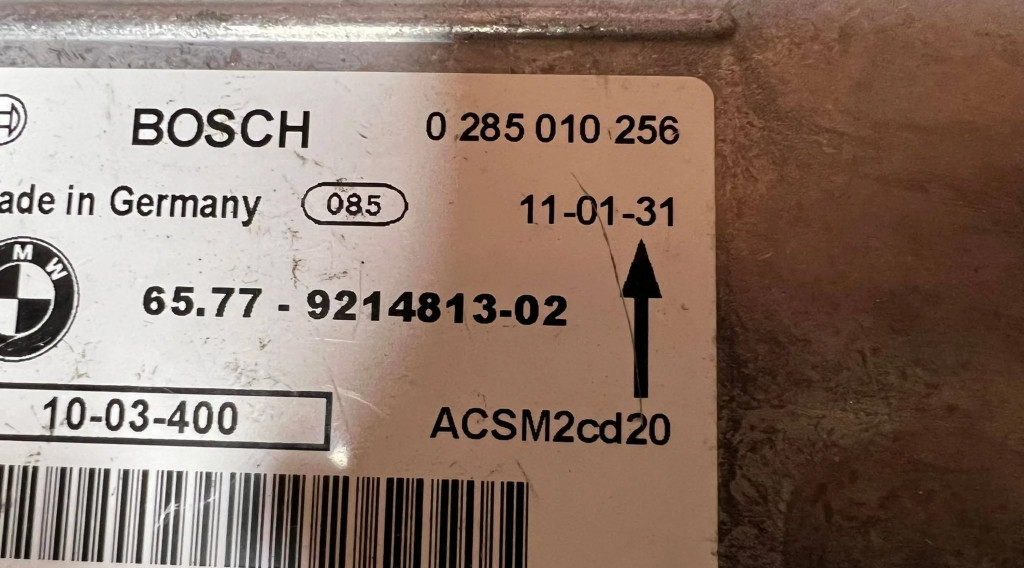 BOSCH 0 285 010 256
ade in Germany 085 11-01-31
BMW
65.77 - 9214813-02
10-03-400 ACSM2cd20